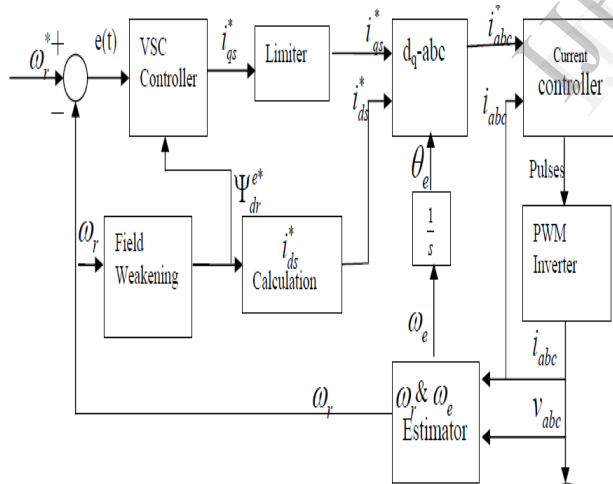 ω_r^*
+
−
e(t)
VSC
Controller
i_qs^*
Limiter
i_qs^*
d_q-abc
i_abc^*
Current
controller
i_ds^*
i_abc
Ψ_dr^e*
θ_e
Pulses
ω_r
Field
Weakening
i_ds^*
Calculation
1
s
PWM
Inverter
ω_e
i_abc
ω_r
ω_r & ω_e
Estimator
v_abc